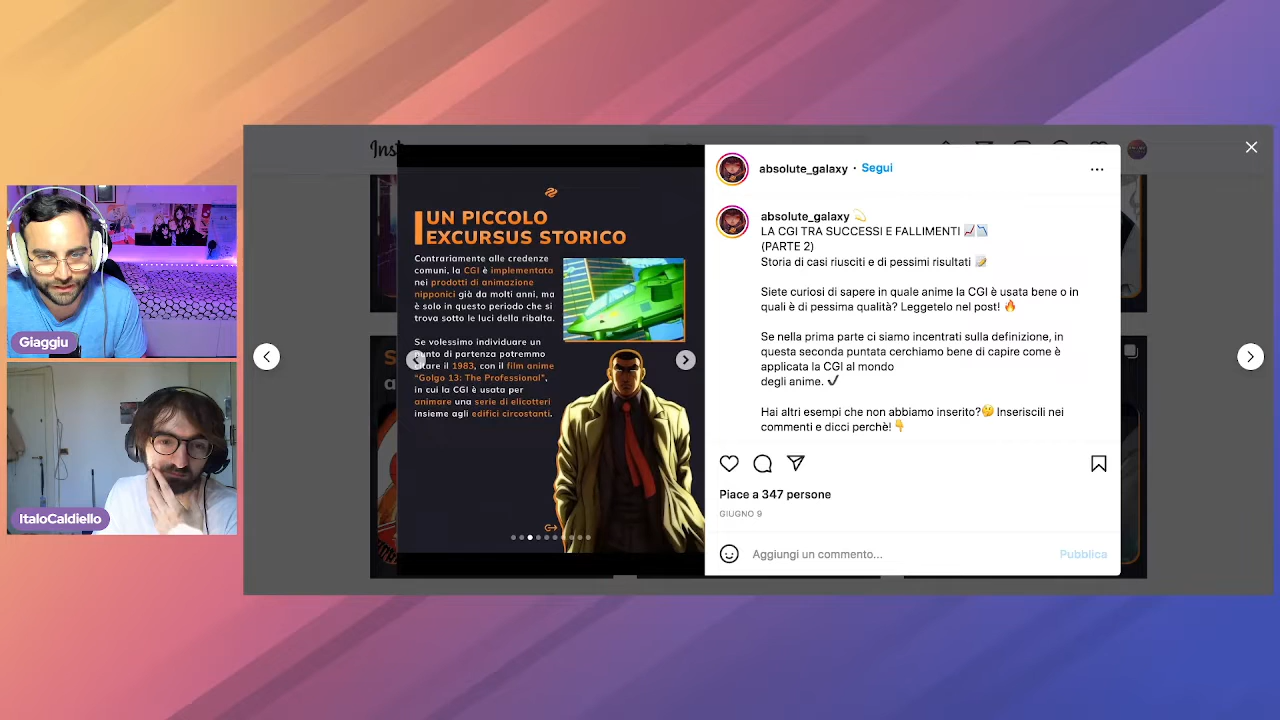 Inst
absolute_galaxy · Segui
UN PICCOLO
EXCURSUS STORICO
Contrariamente alle credenze
comuni, la CGI è implementata
nei prodotti di animazione
nipponici già da molti anni, ma
è solo in questo periodo che si
trova sotto le luci della ribalta.
Se volessimo individuare un
punto di partenza potremmo
citare il 1983, con il film anime
"Golgo 13: The Professional",
in cui la CGI è usata per
animare una serie di elicotteri
insieme agli edifici circostanti.
absolute_galaxy 💫
LA CGI TRA SUCCESSI E FALLIMENTI 📈📉
(PARTE 2)
Storia di casi riusciti e di pessimi risultati 📝
Siete curiosi di sapere in quale anime la CGI è usata bene o in
quali è di pessima qualità? Leggetelo nel post! 🔥
Se nella prima parte ci siamo incentrati sulla definizione, in
questa seconda puntata cerchiamo bene di capire come è
applicata la CGI al mondo
degli anime. ✔
Hai altri esempi che non abbiamo inserito?🤔 Inseriscili nei
commenti e dicci perchè! 👇
Piace a 347 persone
GIUGNO 9
Aggiungi un commento...
Pubblica
Giaggiu
ItaloCaldiello